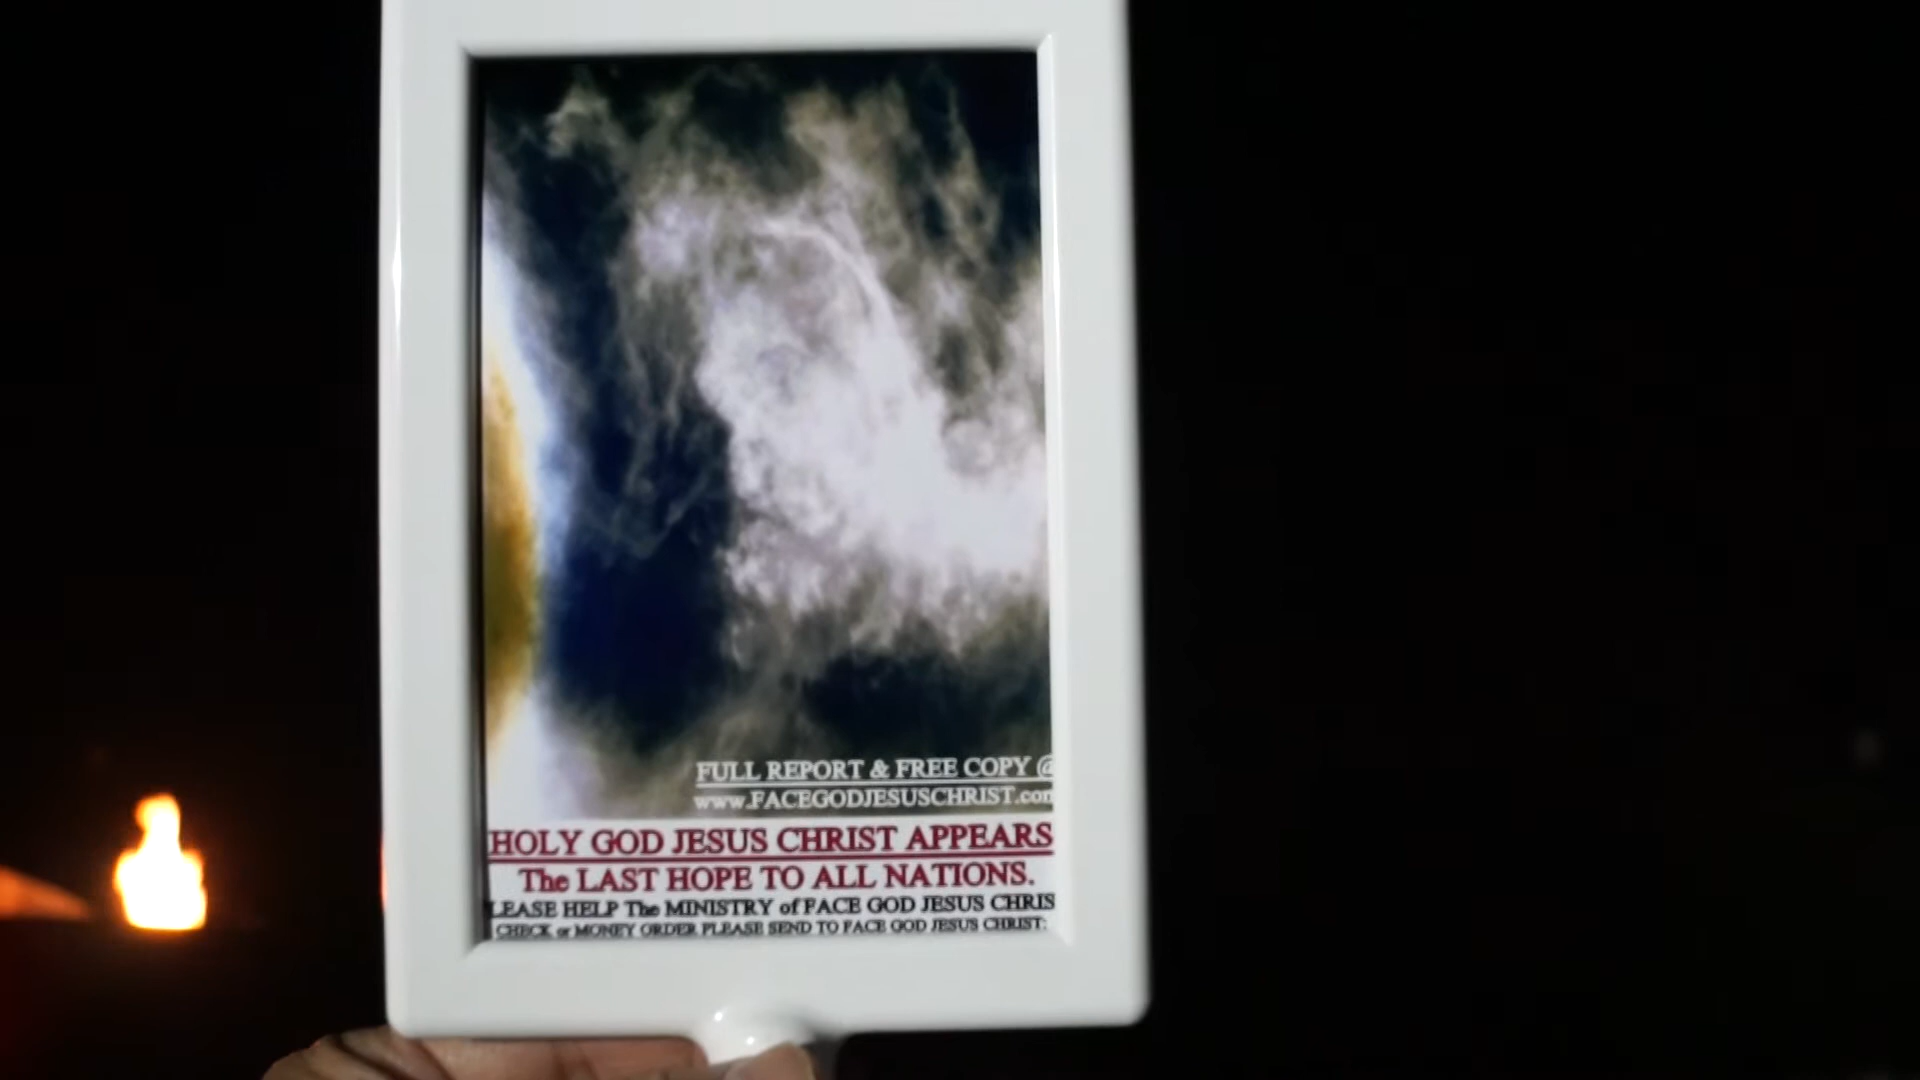 FULL REPORT & FREE COPY @
www.FACEGODJESUSCHRIST.com
HOLY GOD JESUS CHRIST APPEARS
The LAST HOPE TO ALL NATIONS.
LEASE HELP The MINISTRY of FACE GOD JESUS CHRIS
CHECK or MONEY ORDER PLEASE SEND TO FACE GOD JESUS CHRIST: